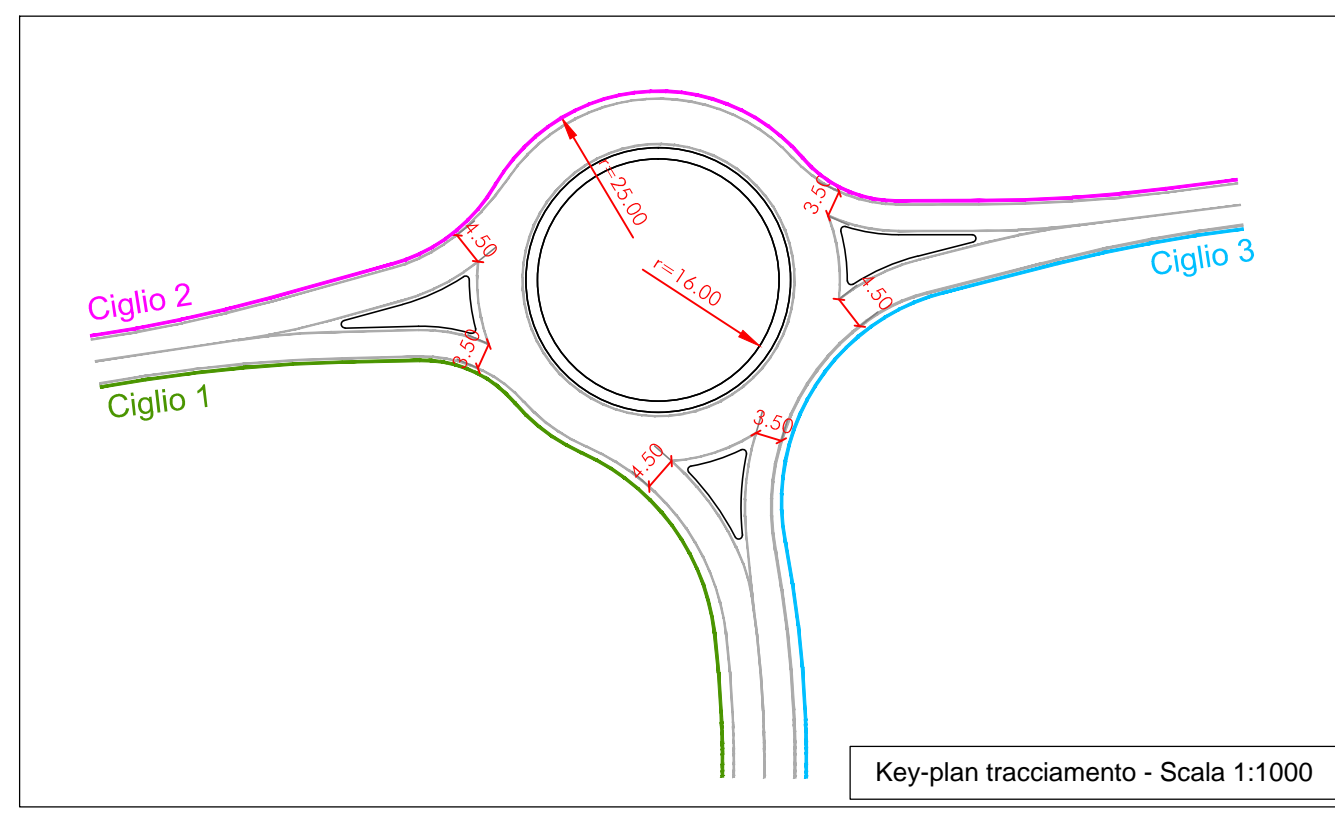 r=25.00
3.50
4.50
r=16.00
Ciglio 3
Ciglio 2
4.50
3.50
Ciglio 1
3.50
4.50
Key-plan tracciamento - Scala 1:1000